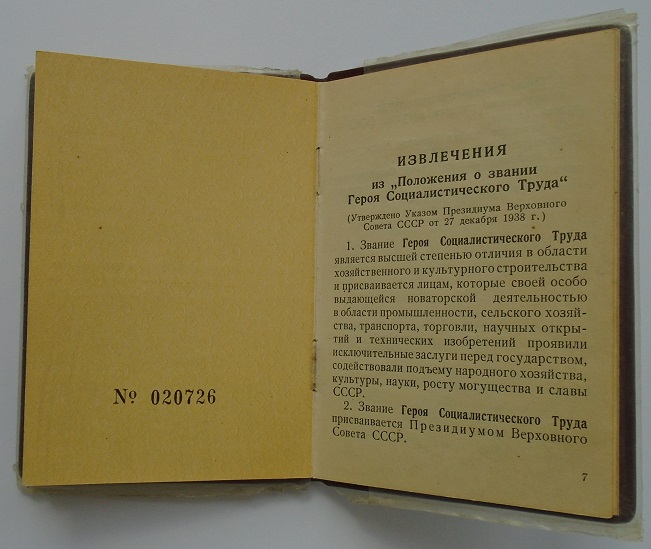 № 020726
ИЗВЛЕЧЕНИЯ
из „Положения о звании
Героя Социалистического Труда“
(Утверждено Указом Президиума Верховного
Совета СССР от 27 декабря 1938 г.)
1. Звание Героя Социалистического Труда
является высшей степенью отличия в области
хозяйственного и культурного строительства
и присваивается лицам, которые своей особо
выдающейся новаторской деятельностью
в области промышленности, сельского хозяй-
ства, транспорта, торговли, научных откры-
тий и технических изобретений проявили
исключительные заслуги перед государством,
содействовали подъему народного хозяйства,
культуры, науки, росту могущества и славы
СССР.
2. Звание Героя Социалистического Труда
присваивается Президиумом Верховного
Совета СССР.
7